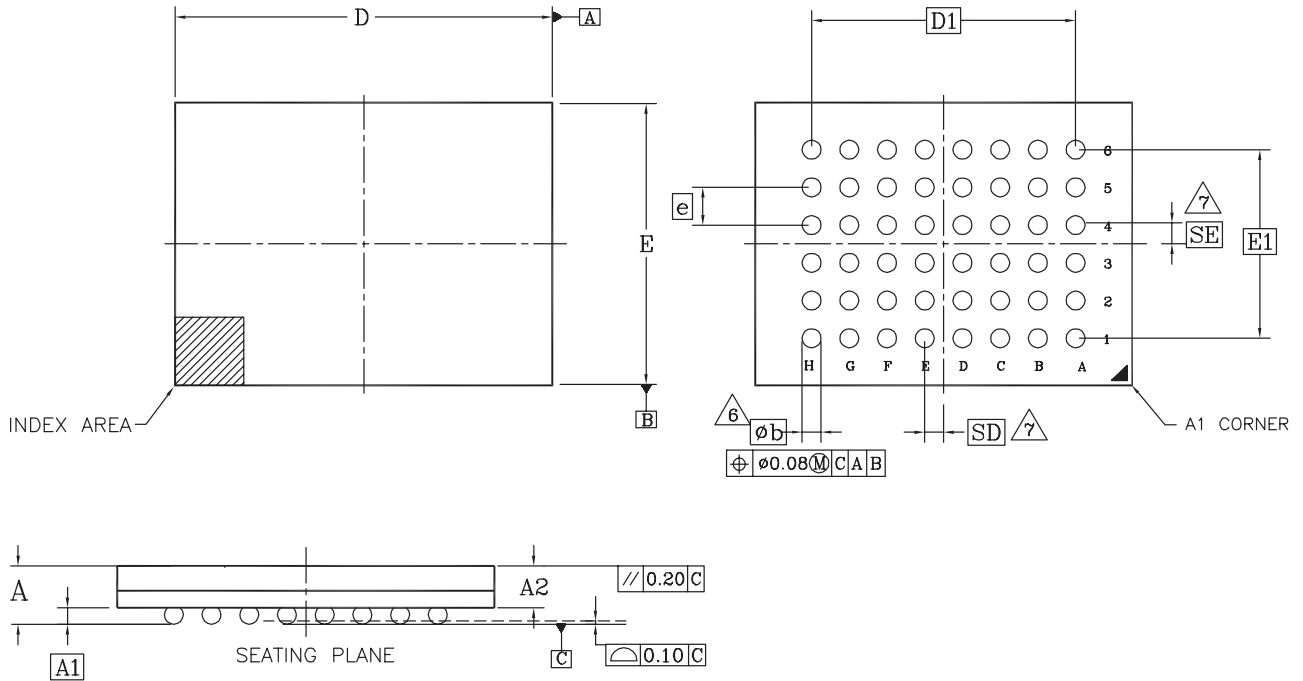 D
A
D1
6
5
4
3
2
1
e
7
SE
E1
E
B
H G F E D C B A
INDEX AREA
A1 CORNER
6
øb
SD
7
⌖ ø0.08Ⓜ C A B
A
A2
// 0.20 C
A1
SEATING PLANE
C
⌓ 0.10 C